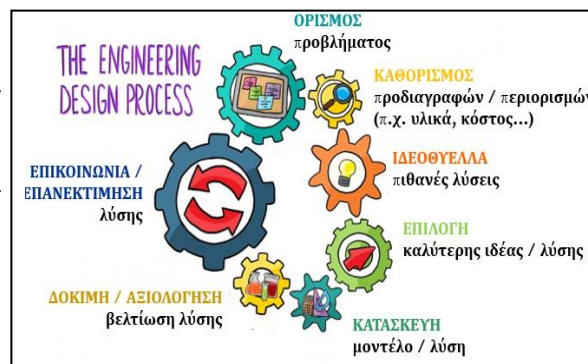 THE ENGINEERING
DESIGN PROCESS
ΟΡΙΣΜΟΣ
προβλήματος
ΚΑΘΟΡΙΣΜΟΣ
προδιαγραφών / περιορισμών
(π.χ. υλικά, κόστος...)
ΙΔΕΟΘΥΕΛΛΑ
πιθανές λύσεις
ΕΠΙΛΟΓΗ
καλύτερης ιδέας / λύσης
ΚΑΤΑΣΚΕΥΗ
μοντέλο / λύση
ΔΟΚΙΜΗ / ΑΞΙΟΛΟΓΗΣΗ
βελτίωση λύσης
ΕΠΙΚΟΙΝΩΝΙΑ /
ΕΠΑΝΕΚΤΙΜΗΣΗ
λύσης